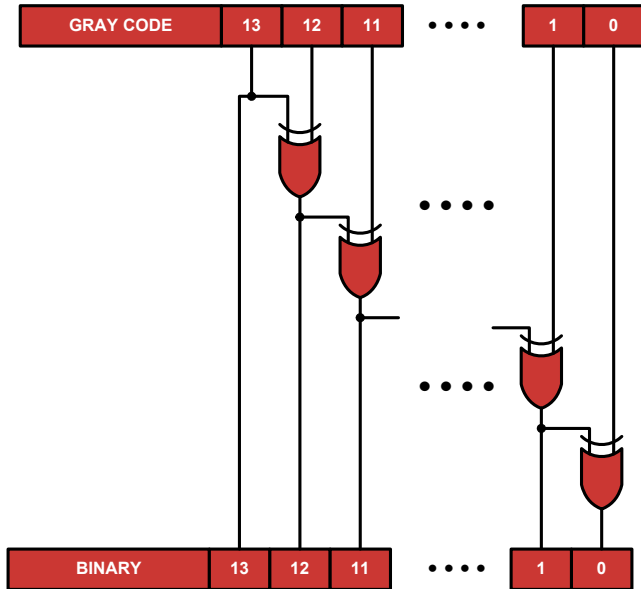 GRAY CODE 13 12 11 •••• 1 0
BINARY 13 12 11 •••• 1 0